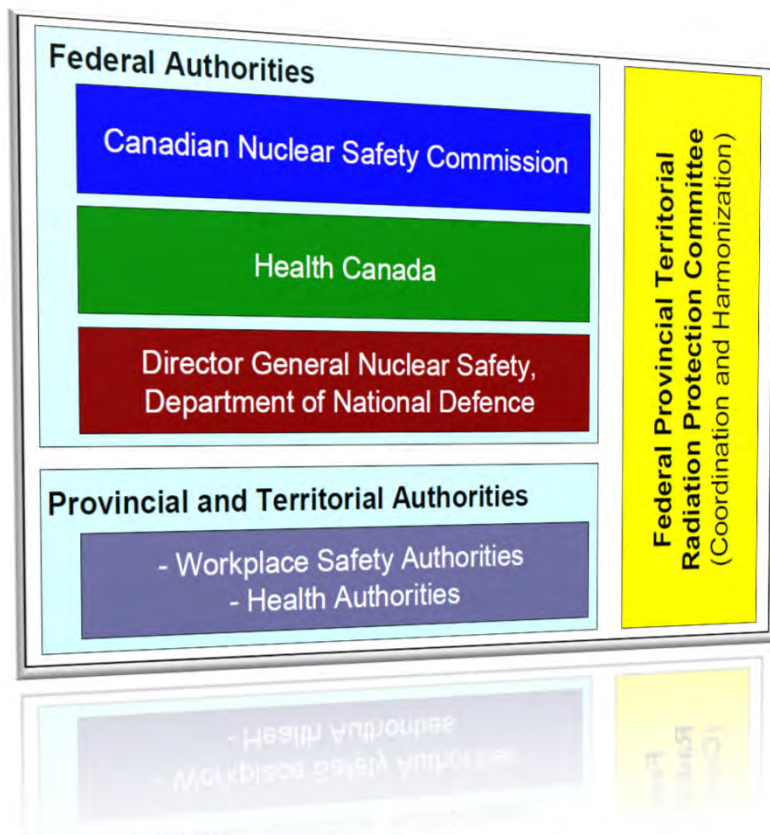 Federal Authorities
Canadian Nuclear Safety Commission
Health Canada
Director General Nuclear Safety,
Department of National Defence
Provincial and Territorial Authorities
- Workplace Safety Authorities
- Health Authorities
Federal Provincial Territorial
Radiation Protection Committee
(Coordination and Harmonization)